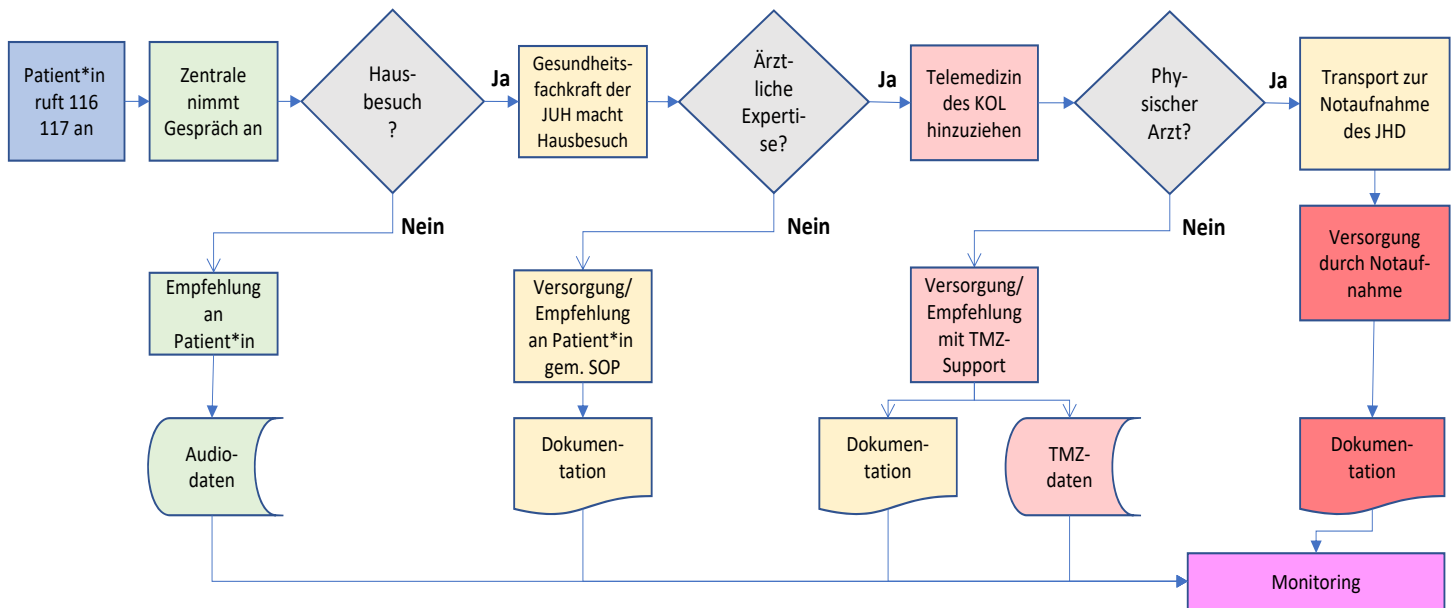 Patient*in
ruft 116
117 an
Zentrale
nimmt
Gespräch an
Haus-
besuch
?
Ja
Gesundheits-
fachkraft der
JUH macht
Hausbesuch
Ärzt-
liche
Experti-
se?
Ja
Telemedizin
des KOL
hinzuziehen
Phy-
sischer
Arzt?
Ja
Transport zur
Notaufnahme
des JHD
Nein
Nein
Nein
Empfehlung
an
Patient*in
Versorgung/
Empfehlung
an Patient*in
gem. SOP
Versorgung/
Empfehlung
mit TMZ-
Support
Versorgung
durch Notauf-
nahme
Audio-
daten
Dokumen-
tation
Dokumen-
tation
TMZ-
daten
Dokumen-
tation
Monitoring